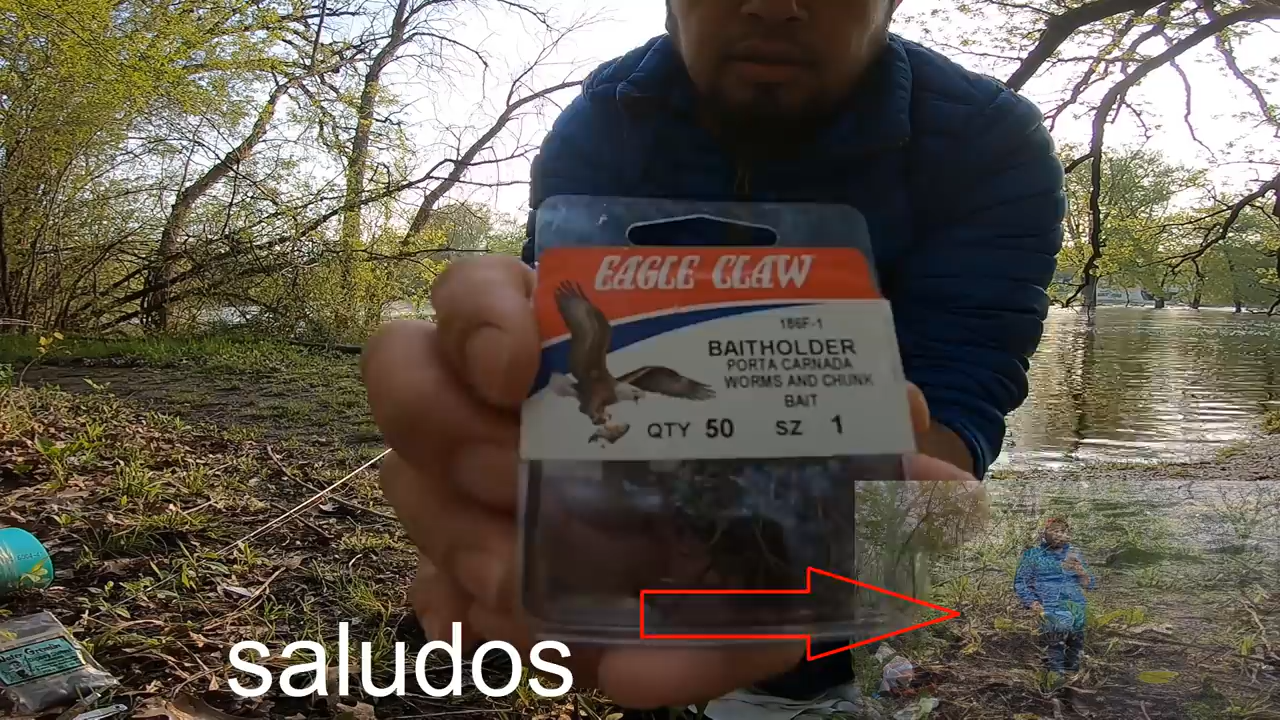 EAGLE CLAW
186F-1
BAITHOLDER
PORTA CARNADA
WORMS AND CHUNK
BAIT
QTY 50 SZ 1
saludos